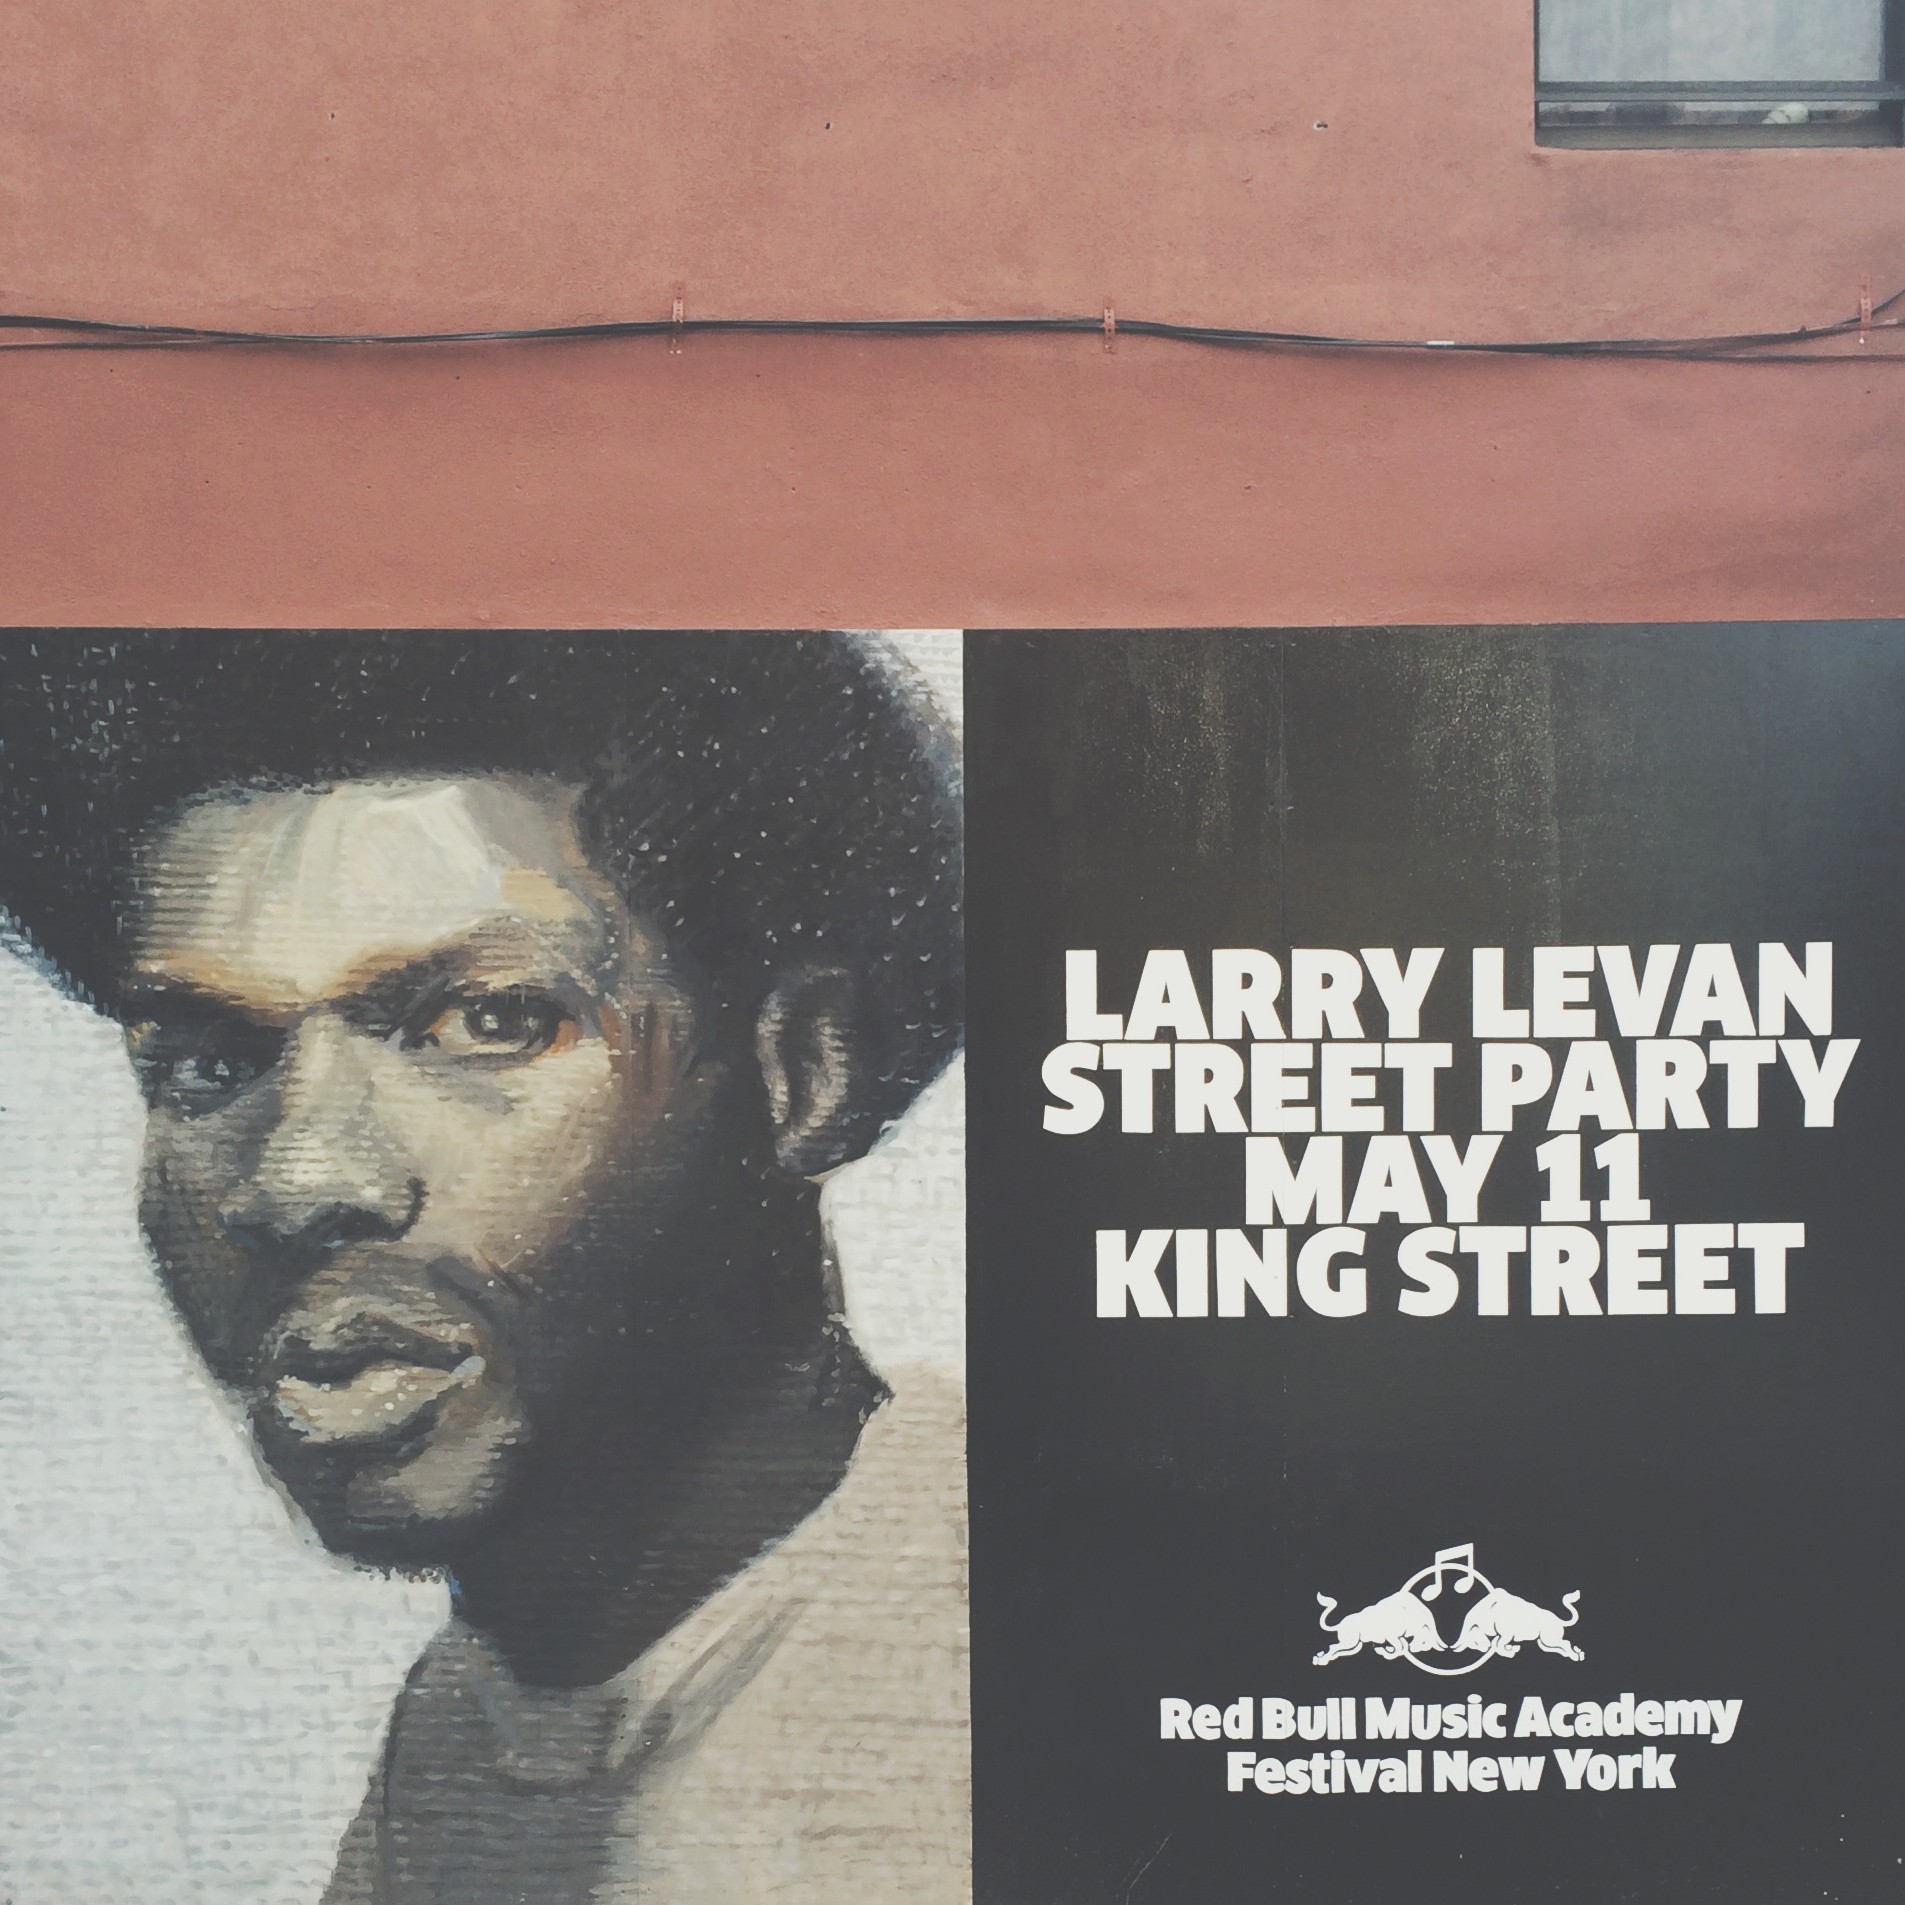 LARRY LEVAN
STREET PARTY
MAY 11
KING STREET
Red Bull Music Academy
Festival New York